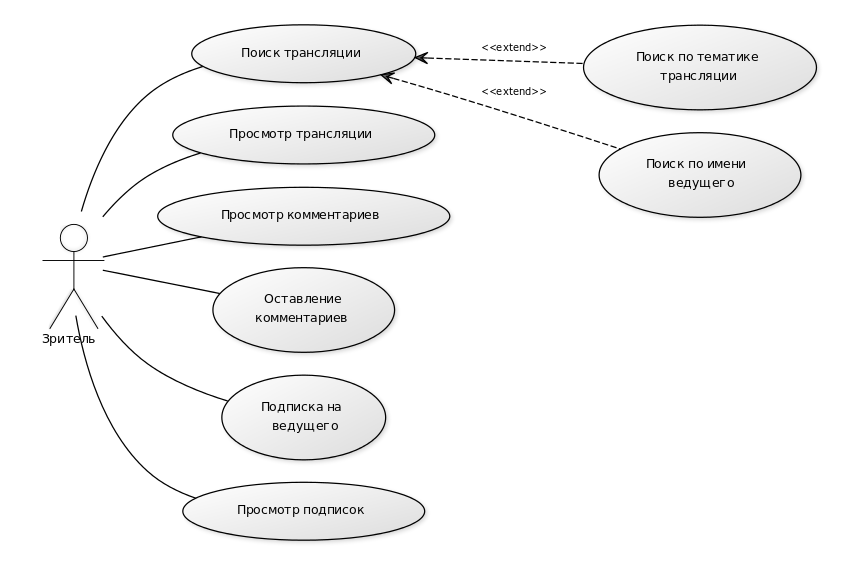 Поиск трансляции
<<extend>>
Поиск по тематике
трансляции
<<extend>>
Просмотр трансляции
Поиск по имени
ведущего
Просмотр комментариев
Оставление
комментариев
Зритель
Подписка на
ведущего
Просмотр подписок